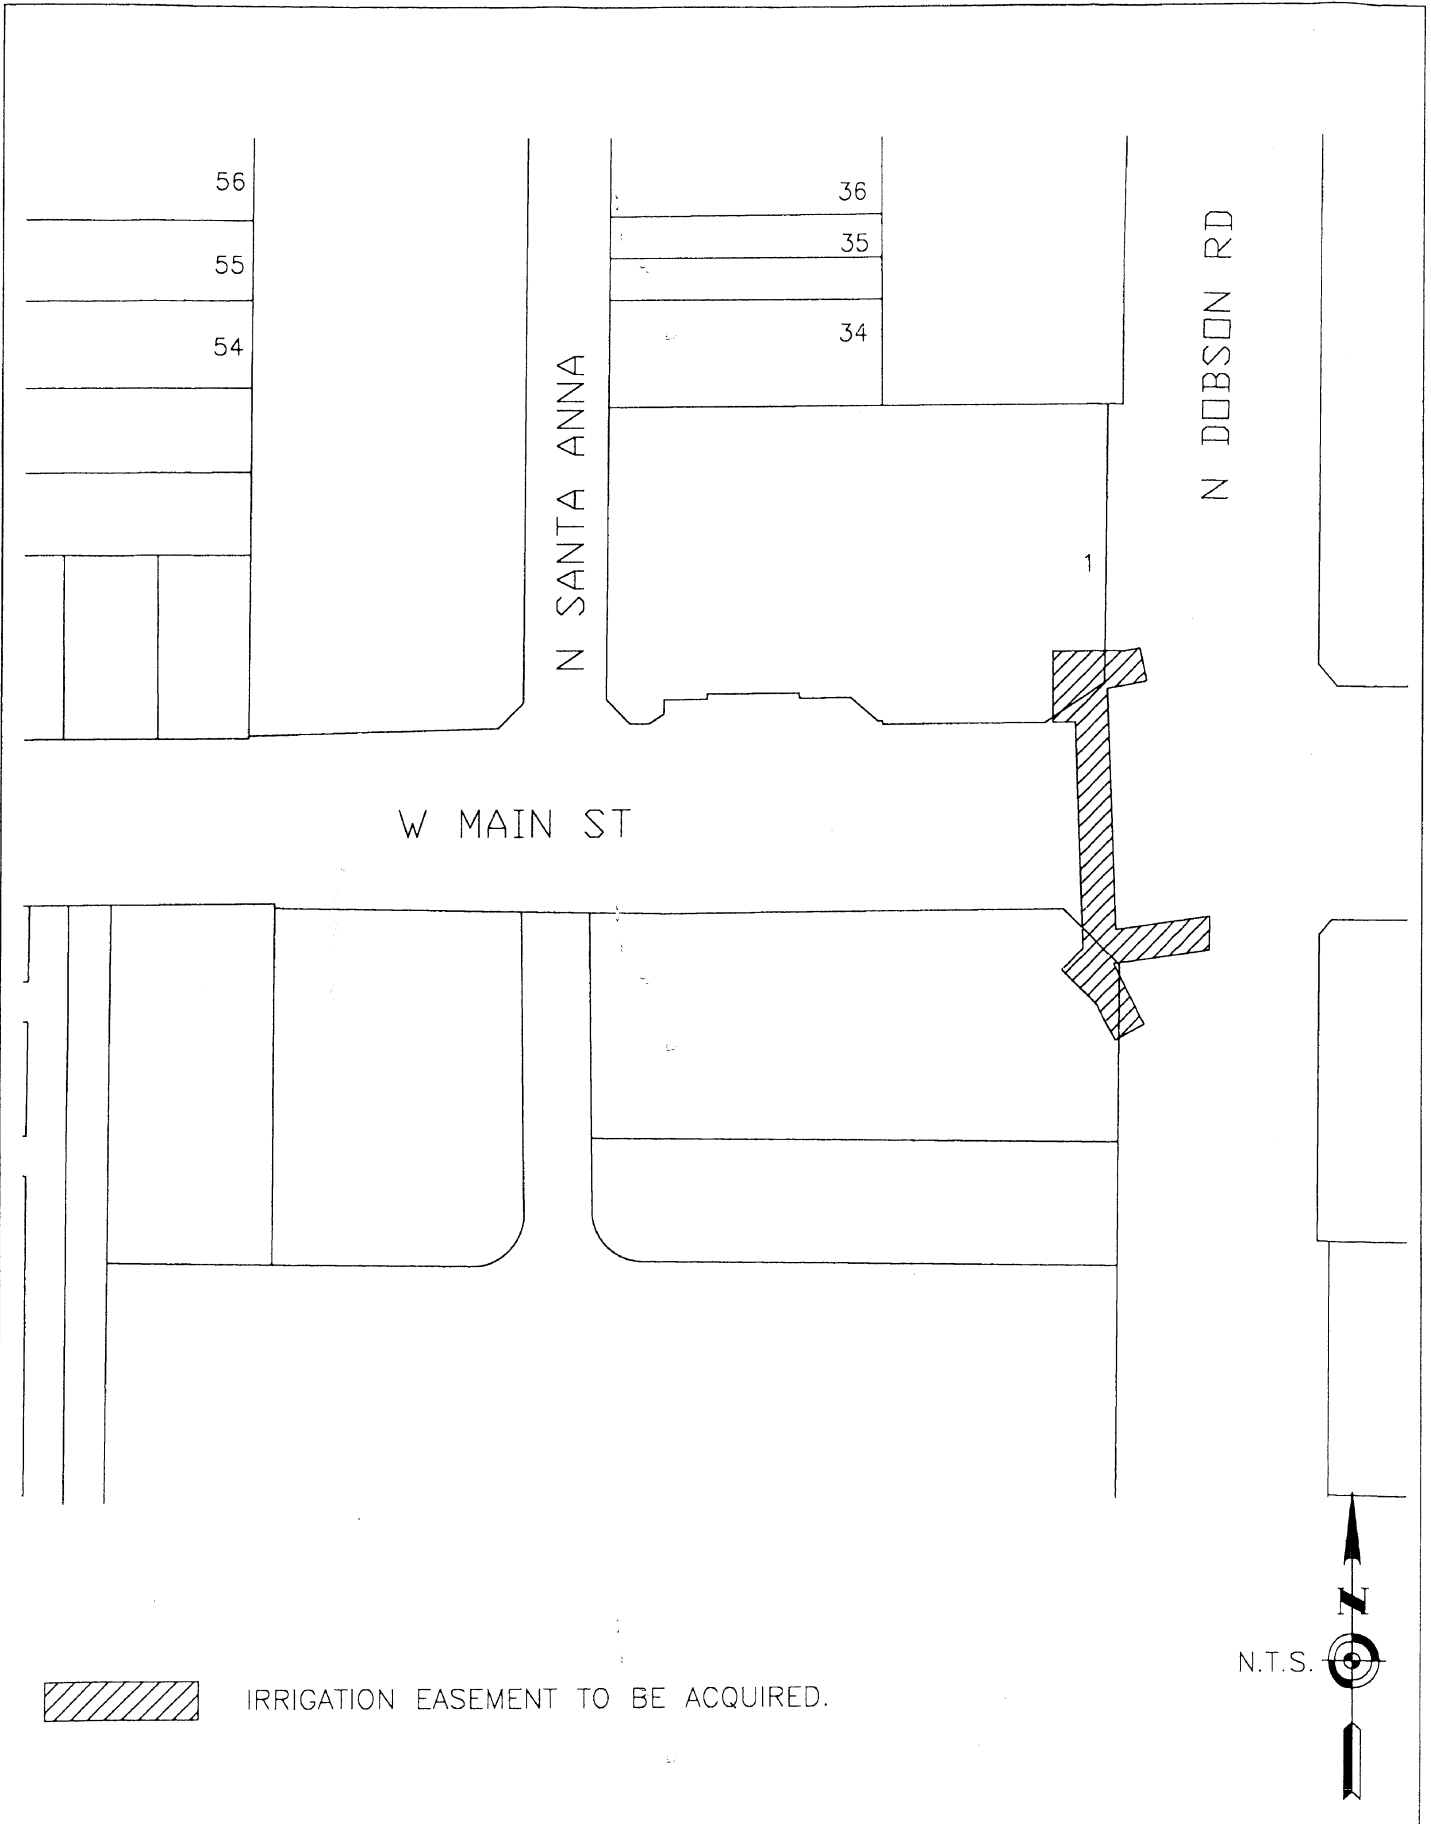 56
36
N DOBSON RD
35
55
34
54
N SANTA ANNA
1
W MAIN ST
N
N.T.S.
IRRIGATION EASEMENT TO BE ACQUIRED.